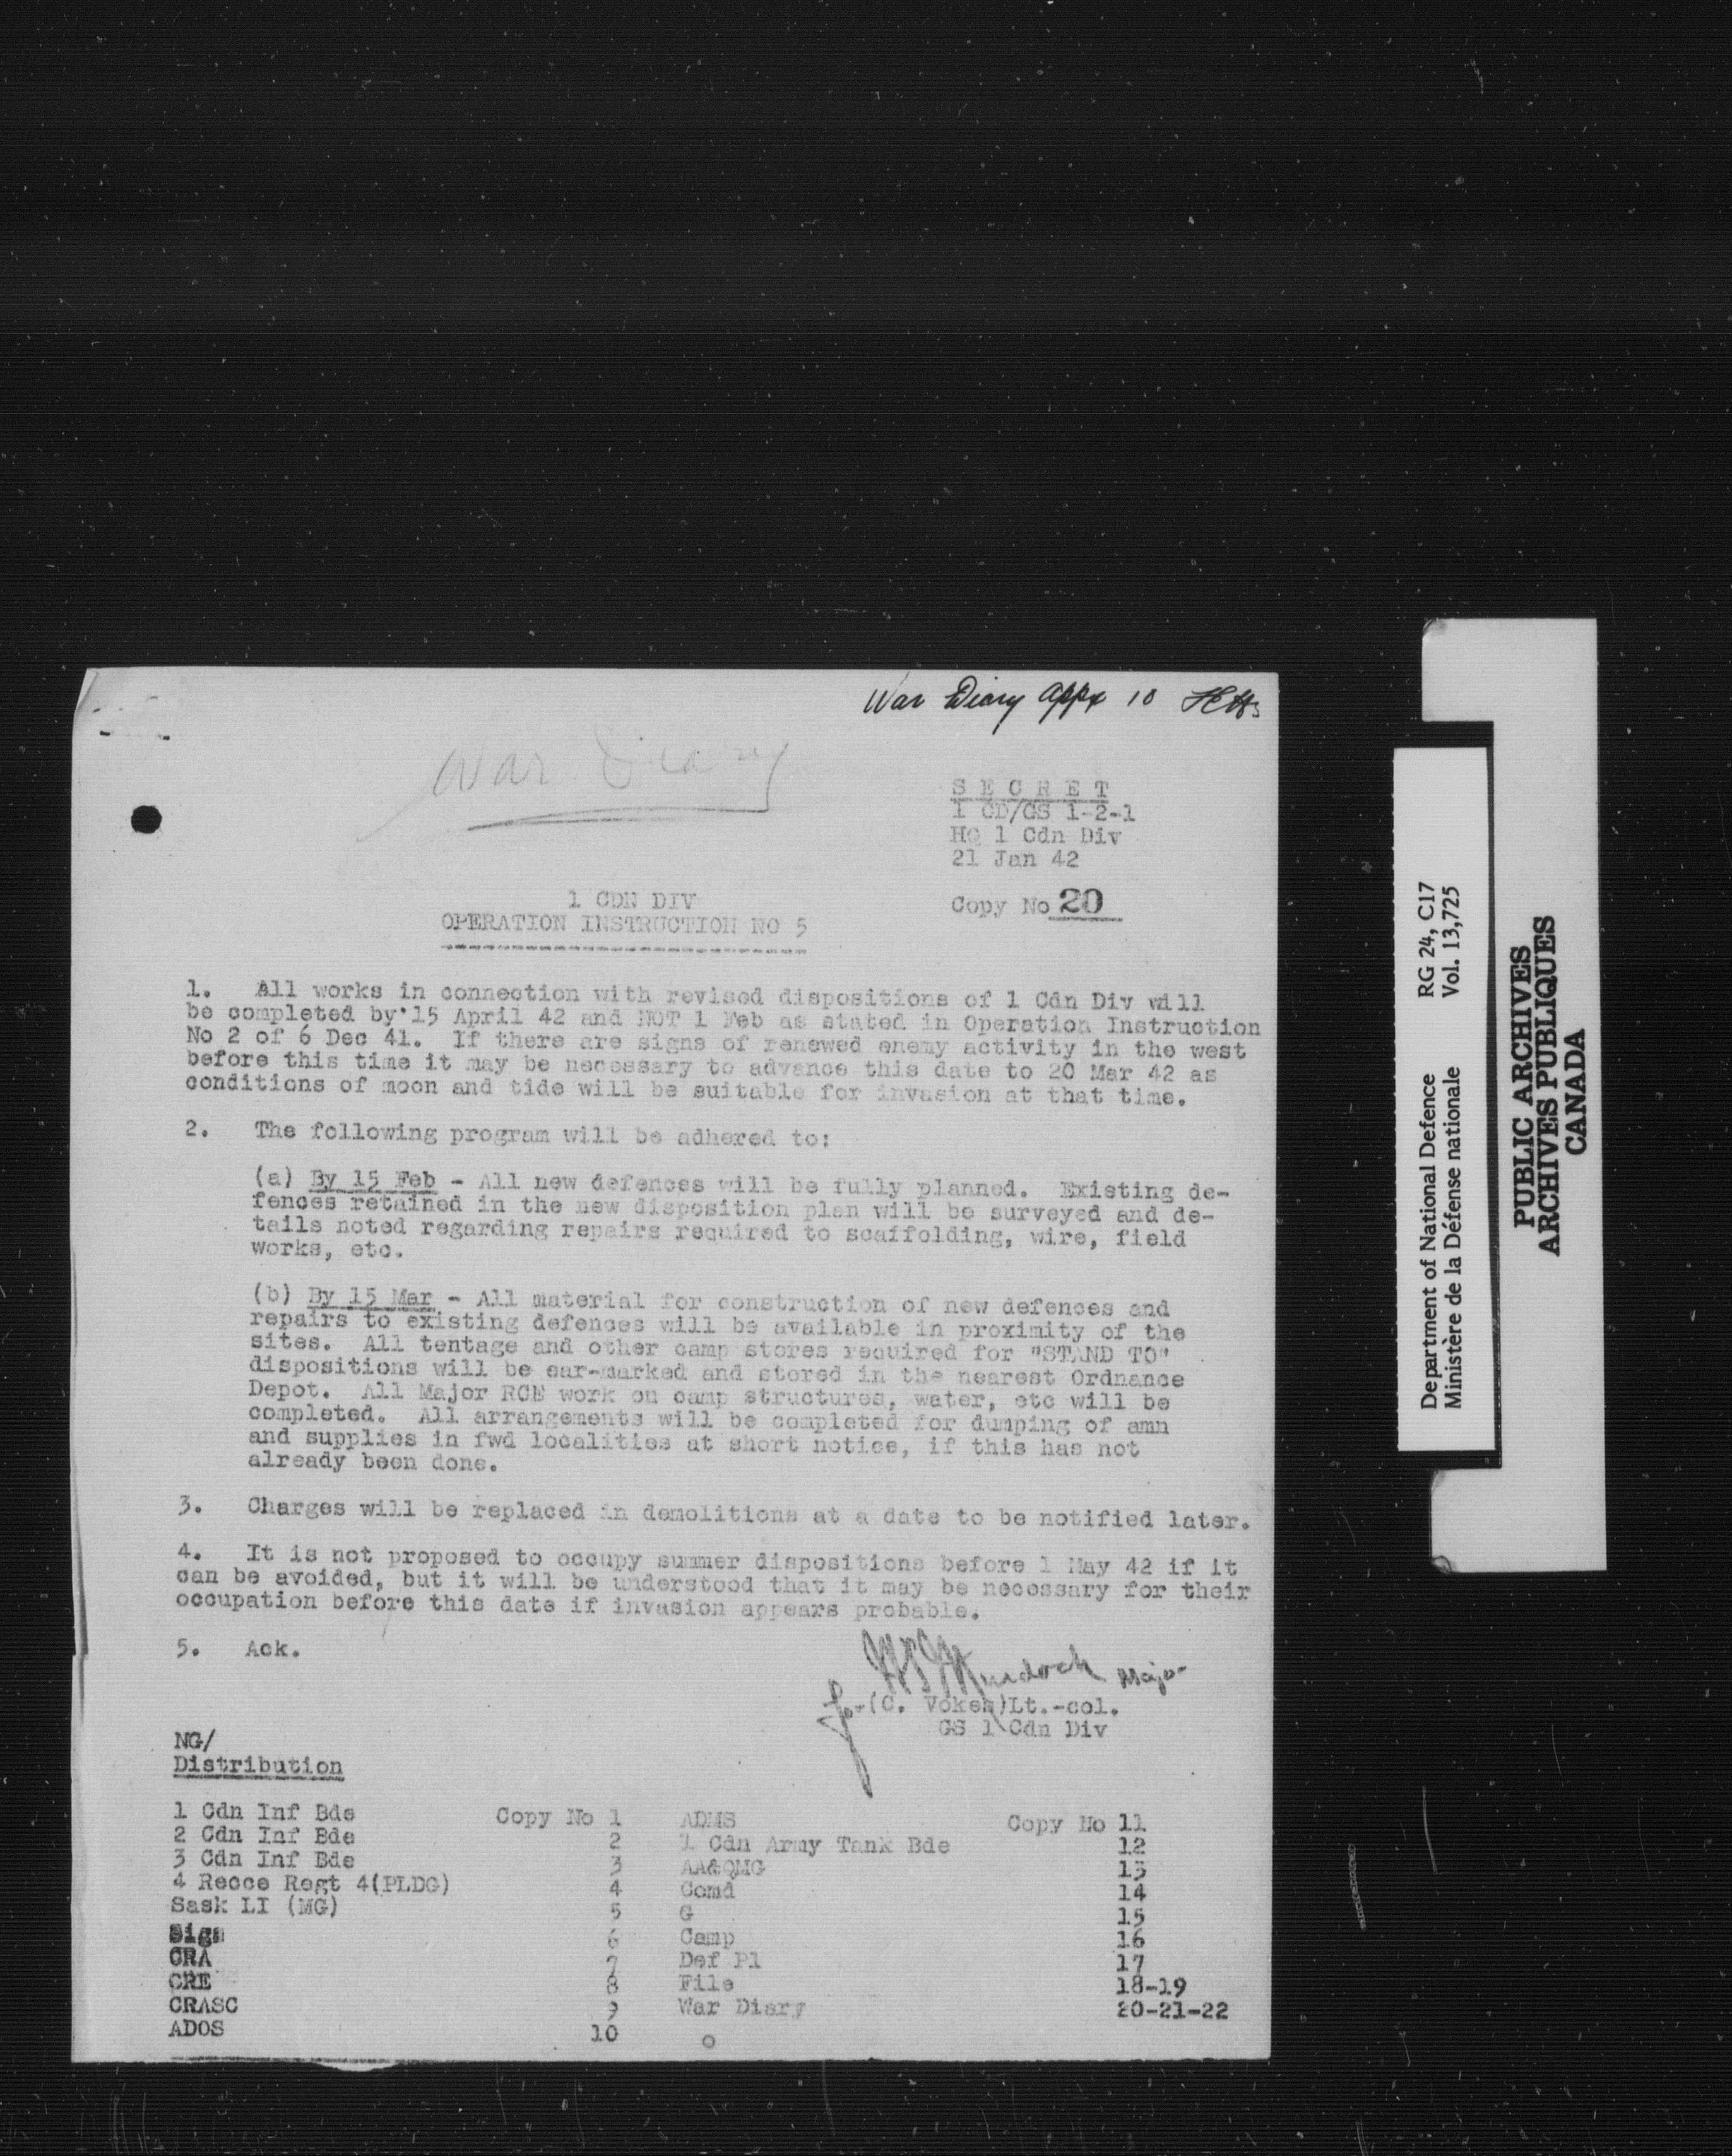 War Diary Appx 10
War Diary
S E C R E T
1 CD/GS 1-2-1
HQ 1 Cdn Div
21 Jan 42
Copy No 20
1 CDN DIV
OPERATION INSTRUCTION NO 5
1. All works in connection with revised dispositions of 1 Cdn Div will
be completed by 15 April 42 and NOT 1 Feb as stated in Operation Instruction
No 2 of 6 Dec 41. If there are signs of renewed enemy activity in the west
before this time it may be necessary to advance this date to 20 Mar 42 as
conditions of moon and tide will be suitable for invasion at that time.
2. The following program will be adhered to:
(a) By 15 Feb - All new defences will be fully planned. Existing de-
fences retained in the new disposition plan will be surveyed and de-
tails noted regarding repairs required to scaffolding, wire, field
works, etc.
(b) By 15 Mar - All material for construction of new defences and
repairs to existing defences will be available in proximity of the
sites. All tentage and other camp stores required for "STAND TO"
dispositions will be ear-marked and stored in the nearest Ordnance
Depot. All Major RCE work on camp structures, water, etc will be
completed. All arrangements will be completed for dumping of amn
and supplies in fwd localities at short notice, if this has not
already been done.
3. Charges will be replaced in demolitions at a date to be notified later.
4. It is not proposed to occupy summer dispositions before 1 May 42 if it
can be avoided, but it will be understood that it may be necessary for their
occupation before this date if invasion appears probable.
5. Ack.
Murdoch Major
for (C. Vokes)Lt.-col.
GS 1 Cdn Div
NG/
Distribution
1 Cdn Inf Bde Copy No 1 ADMS Copy No 11
2 Cdn Inf Bde 2 1 Cdn Army Tank Bde 12
3 Cdn Inf Bde 3 AA&QMG 13
4 Recce Regt 4(PLDG) 4 Comd 14
Sask LI (MG) 5 G 15
Sigs 6 Camp 16
CRA 7 Def Pl 17
CRE 8 File 18-19
CRASC 9 War Diary 20-21-22
ADOS 10
Department of National Defence RG 24, C17
Ministère de la Défense nationale Vol. 13,725
PUBLIC ARCHIVES
ARCHIVES PUBLIQUES
CANADA